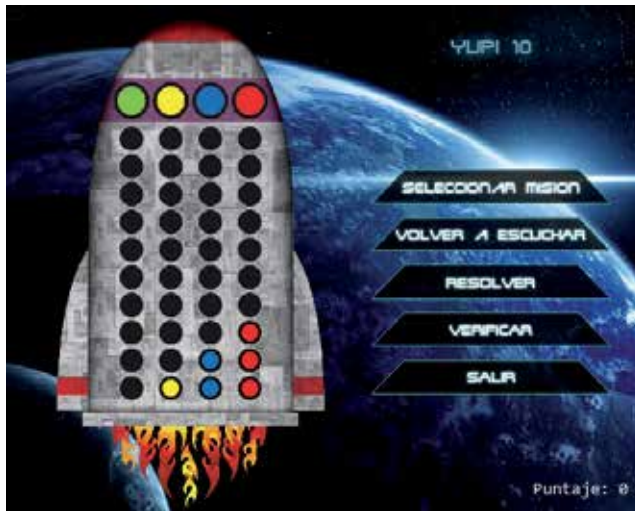 YUPI 10
SELECCIONAR MISION
VOLVER A ESCUCHAR
RESOLVER
VERIFICAR
SALIR
Puntaje: 0